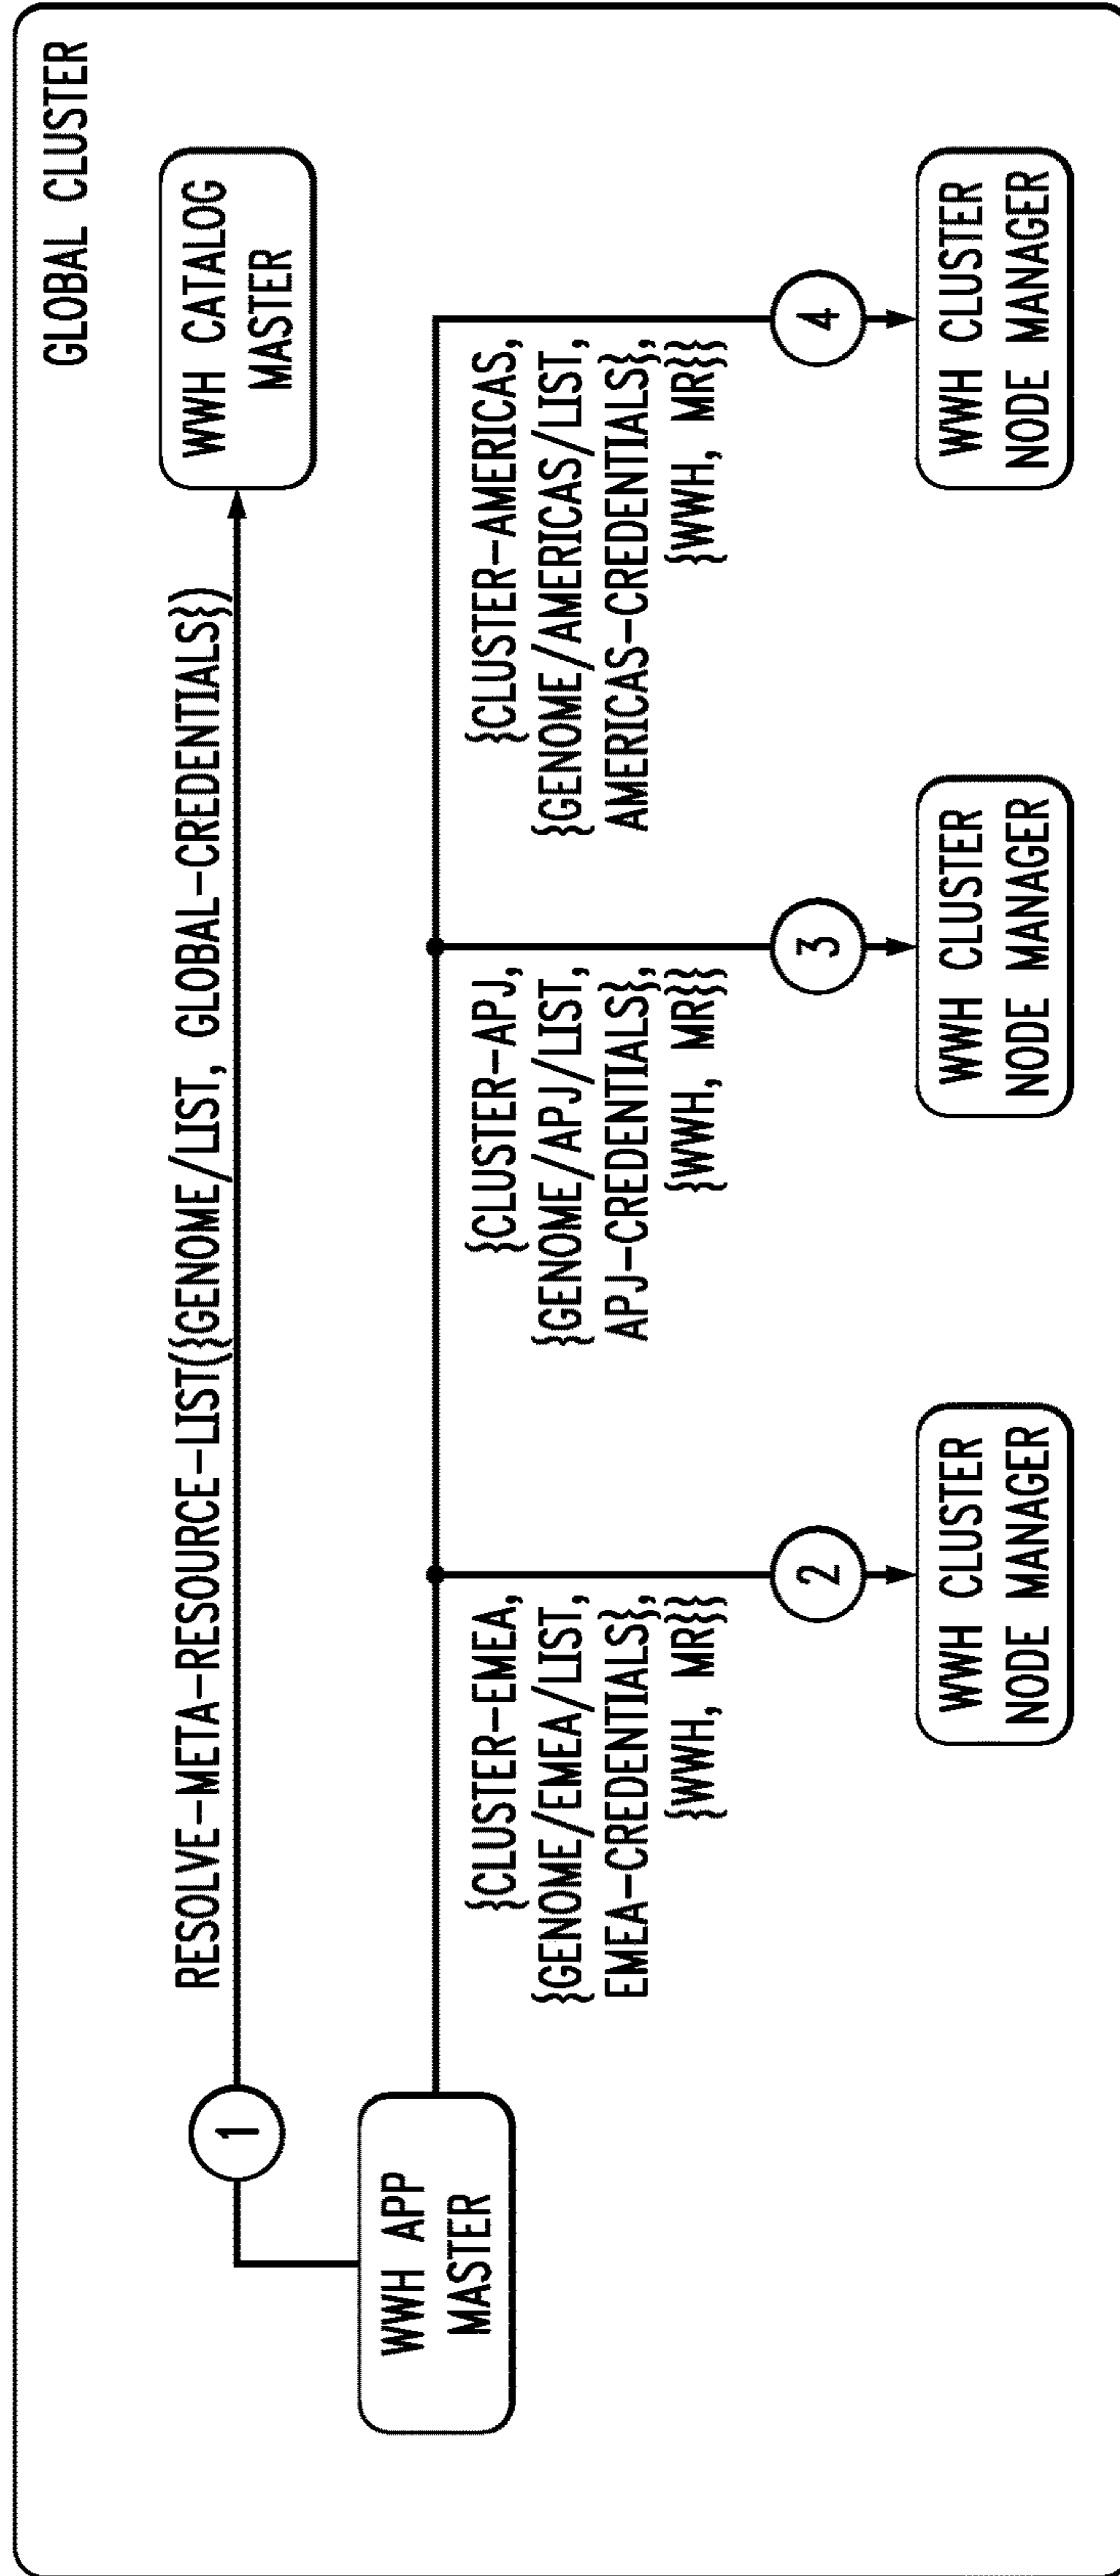 GLOBAL CLUSTER
RESOLVE-META-RESOURCE-LIST({GENOME/LIST, GLOBAL-CREDENTIALS})
1
WWH CATALOG
MASTER
WWH APP
MASTER
{CLUSTER-EMEA,
{GENOME/EMEA/LIST,
EMEA-CREDENTIALS},
{WWH, MR}}
2
WWH CLUSTER
NODE MANAGER
{CLUSTER-APJ,
{GENOME/APJ/LIST,
APJ-CREDENTIALS},
{WWH, MR}}
3
WWH CLUSTER
NODE MANAGER
{CLUSTER-AMERICAS,
{GENOME/AMERICAS/LIST,
AMERICAS-CREDENTIALS},
{WWH, MR}}
4
WWH CLUSTER
NODE MANAGER